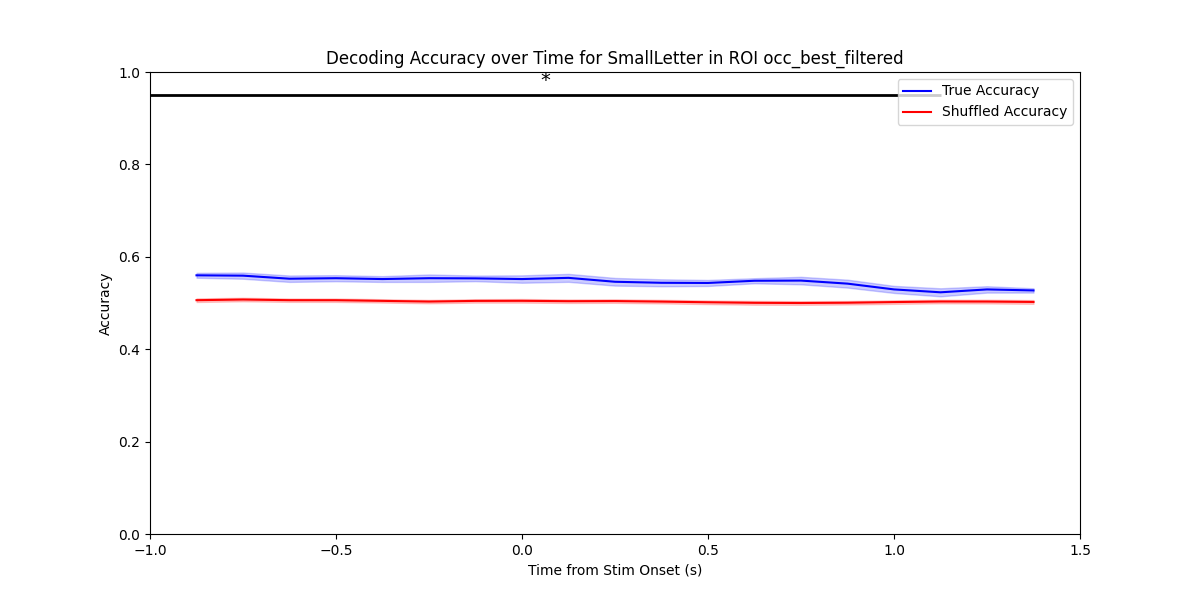 Decoding Accuracy over Time for SmallLetter in ROI occ_best_filtered
*
True Accuracy
Shuffled Accuracy
1.0
0.8
0.6
0.4
0.2
0.0
Accuracy
−1.0 −0.5 0.0 0.5 1.0 1.5
Time from Stim Onset (s)